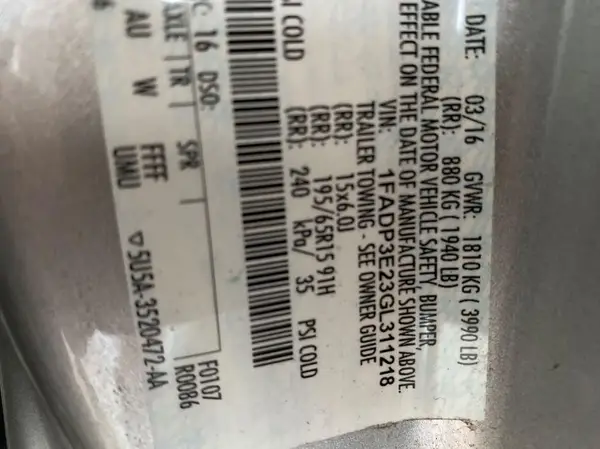 DATE: 03/16 GVWR: 1810 KG ( 3990 LB)
(RR): 880 KG ( 1940 LB)
ABLE FEDERAL MOTOR VEHICLE SAFETY, BUMPER,
EFFECT ON THE DATE OF MANUFACTURE SHOWN ABOVE.
VIN: 1FADP3E23GL311218
TRAILER TOWING - SEE OWNER GUIDE
(RR): 15x6.0J
(RR): 195/65R15 91H
PSI COLD (RR): 240 kPa/ 35 PSI COLD
C: 16 DSO: F0107
R0086
AXLE TR SPR
AU W FFFF
UMU ▽5U5A-3520472-AA